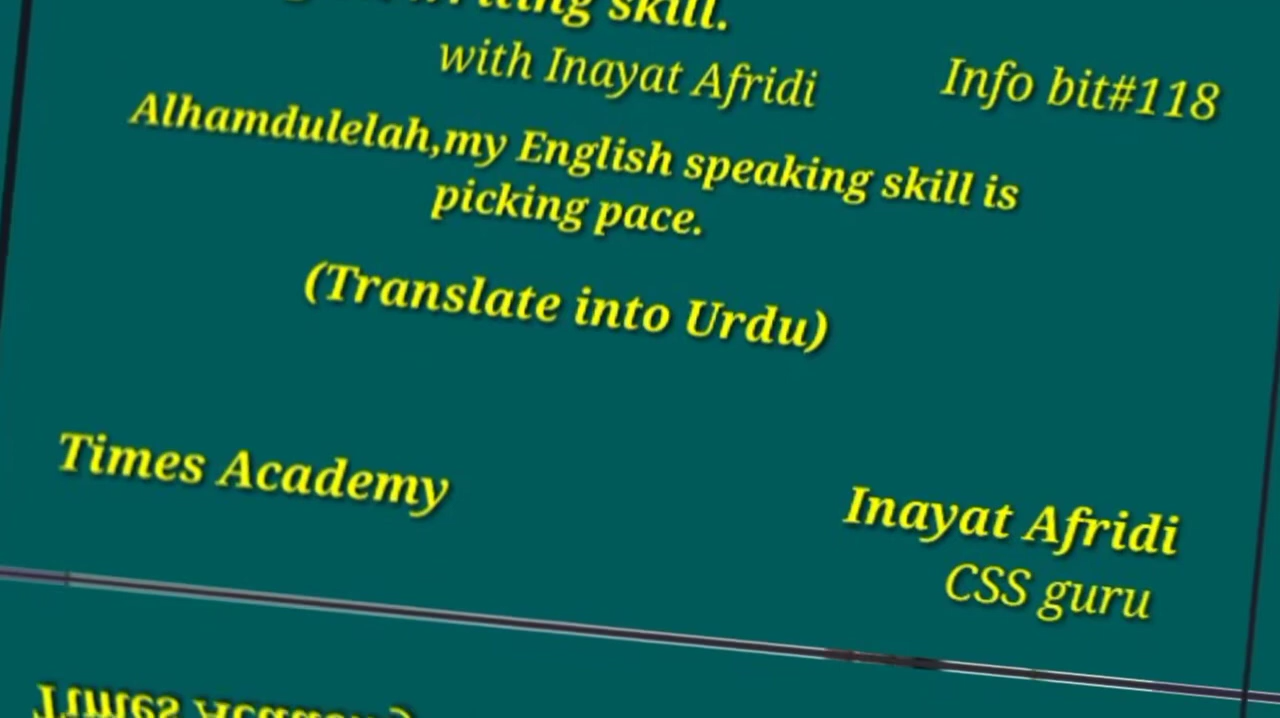 skill.
with Inayat Afridi
Info bit#118
Alhamdulelah,my English speaking skill is
picking pace.
(Translate into Urdu)
Times Academy
Inayat Afridi
CSS guru